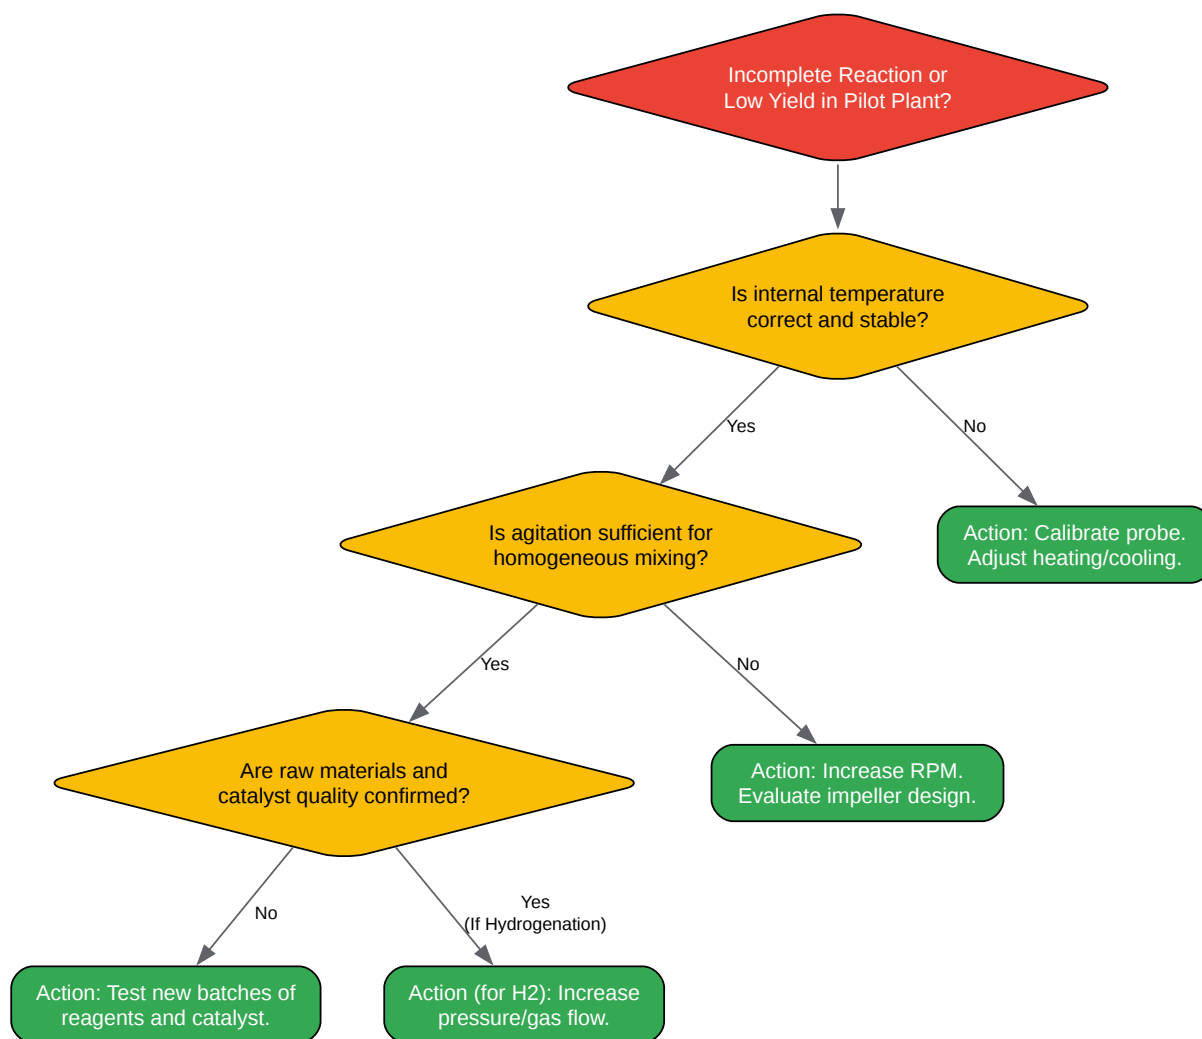 Incomplete Reaction or
Low Yield in Pilot Plant?
Is internal temperature
correct and stable?
Yes
No
Is agitation sufficient for
homogeneous mixing?
Action: Calibrate probe.
Adjust heating/cooling.
Yes
No
Are raw materials and
catalyst quality confirmed?
Action: Increase RPM.
Evaluate impeller design.
No
Yes
(If Hydrogenation)
Action: Test new batches of
reagents and catalyst.
Action (for H2): Increase
pressure/gas flow.